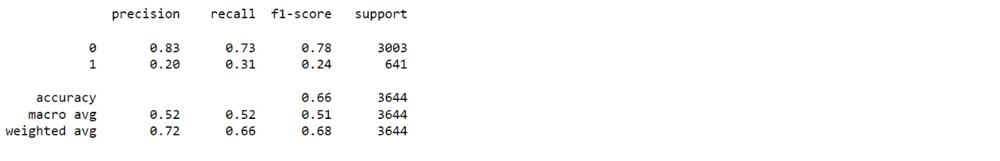 precision recall f1-score support
0 0.83 0.73 0.78 3003
1 0.20 0.31 0.24 641
accuracy 0.66 3644
macro avg 0.52 0.52 0.51 3644
weighted avg 0.72 0.66 0.68 3644